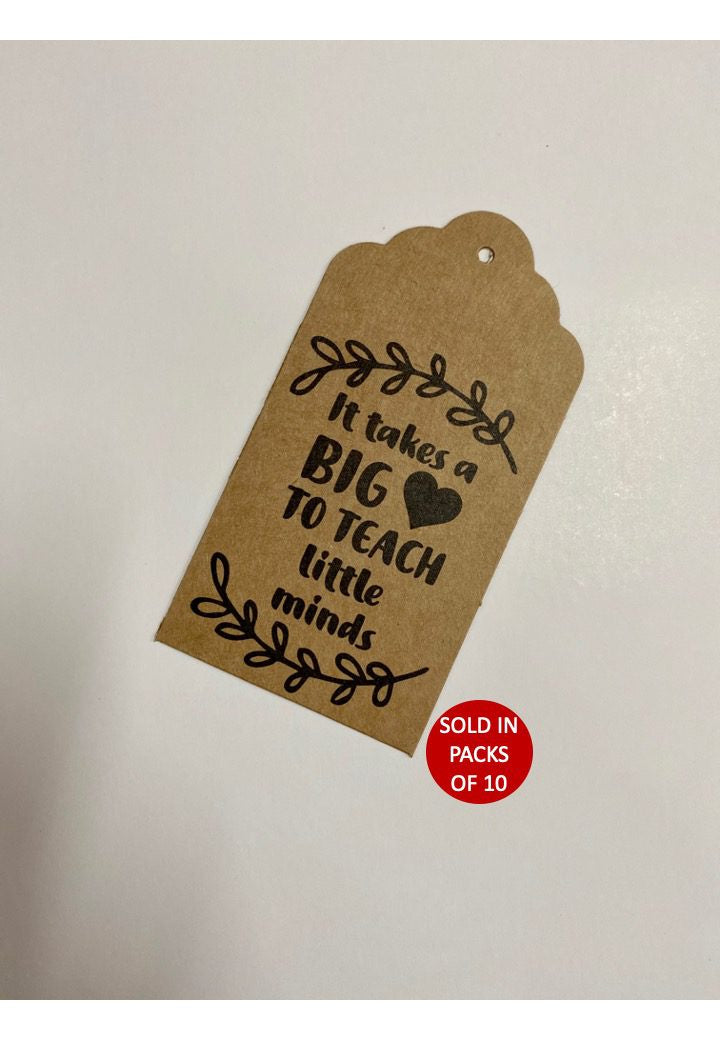 It takes a
BIG
TO TEACH
little
minds
SOLD IN
PACKS
OF 10